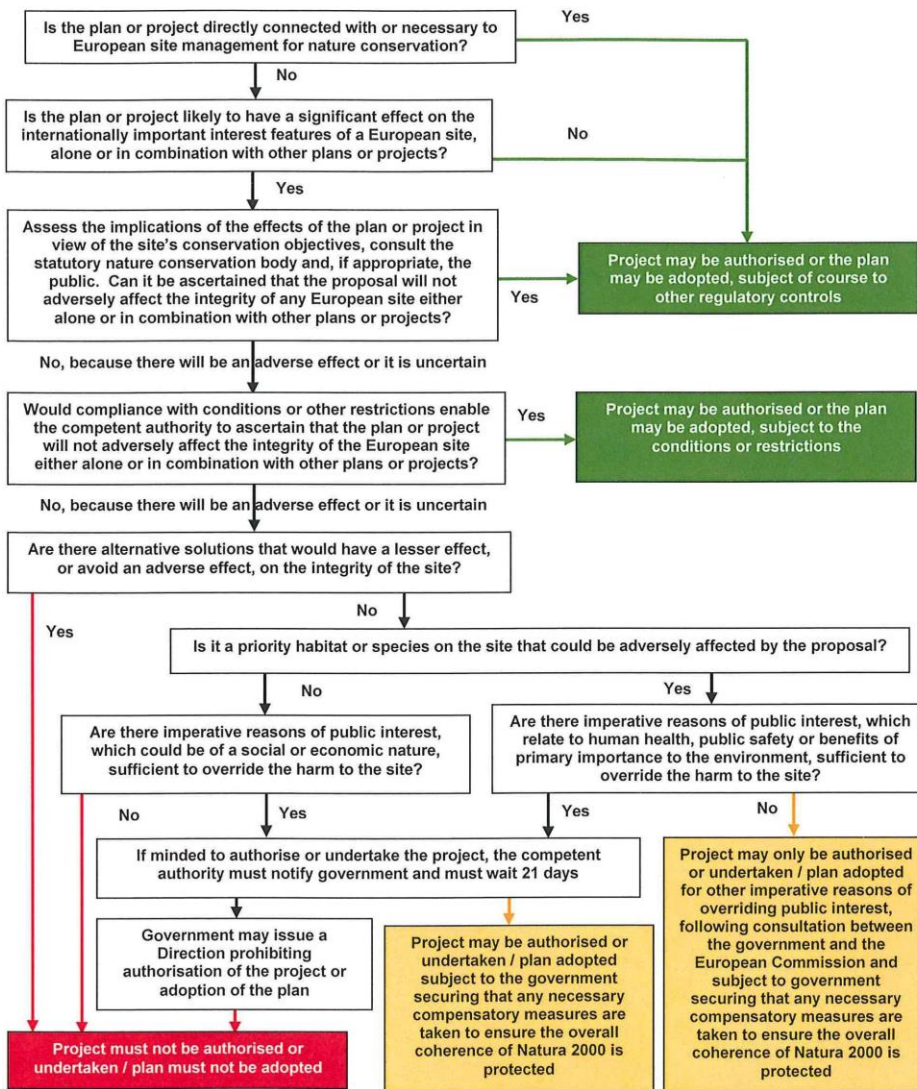 Is the plan or project directly connected with or necessary to
European site management for nature conservation?
Yes
No
Is the plan or project likely to have a significant effect on the
internationally important interest features of a European site,
alone or in combination with other plans or projects?
No
Yes
Assess the implications of the effects of the plan or project in
view of the site's conservation objectives, consult the
statutory nature conservation body and, if appropriate, the
public. Can it be ascertained that the proposal will not
adversely affect the integrity of any European site either
alone or in combination with other plans or projects?
Yes
Project may be authorised or the plan
may be adopted, subject of course to
other regulatory controls
No, because there will be an adverse effect or it is uncertain
Would compliance with conditions or other restrictions enable
the competent authority to ascertain that the plan or project
will not adversely affect the integrity of the European site
either alone or in combination with other plans or projects?
Yes
Project may be authorised or the plan
may be adopted, subject to the
conditions or restrictions
No, because there will be an adverse effect or it is uncertain
Are there alternative solutions that would have a lesser effect,
or avoid an adverse effect, on the integrity of the site?
Yes
No
Is it a priority habitat or species on the site that could be adversely affected by the proposal?
No
Yes
Are there imperative reasons of public interest,
which could be of a social or economic nature,
sufficient to override the harm to the site?
Are there imperative reasons of public interest, which
relate to human health, public safety or benefits of
primary importance to the environment, sufficient to
override the harm to the site?
No
Yes
Yes
No
If minded to authorise or undertake the project, the competent
authority must notify government and must wait 21 days
Government may issue a
Direction prohibiting
authorisation of the project or
adoption of the plan
Project may be authorised or
undertaken / plan adopted
subject to the government
securing that any necessary
compensatory measures are
taken to ensure the overall
coherence of Natura 2000 is
protected
Project may only be authorised
or undertaken / plan adopted
for other imperative reasons of
overriding public interest,
following consultation between
the government and the
European Commission and
subject to government
securing that any necessary
compensatory measures are
taken to ensure the overall
coherence of Natura 2000 is
protected
Project must not be authorised or
undertaken / plan must not be adopted